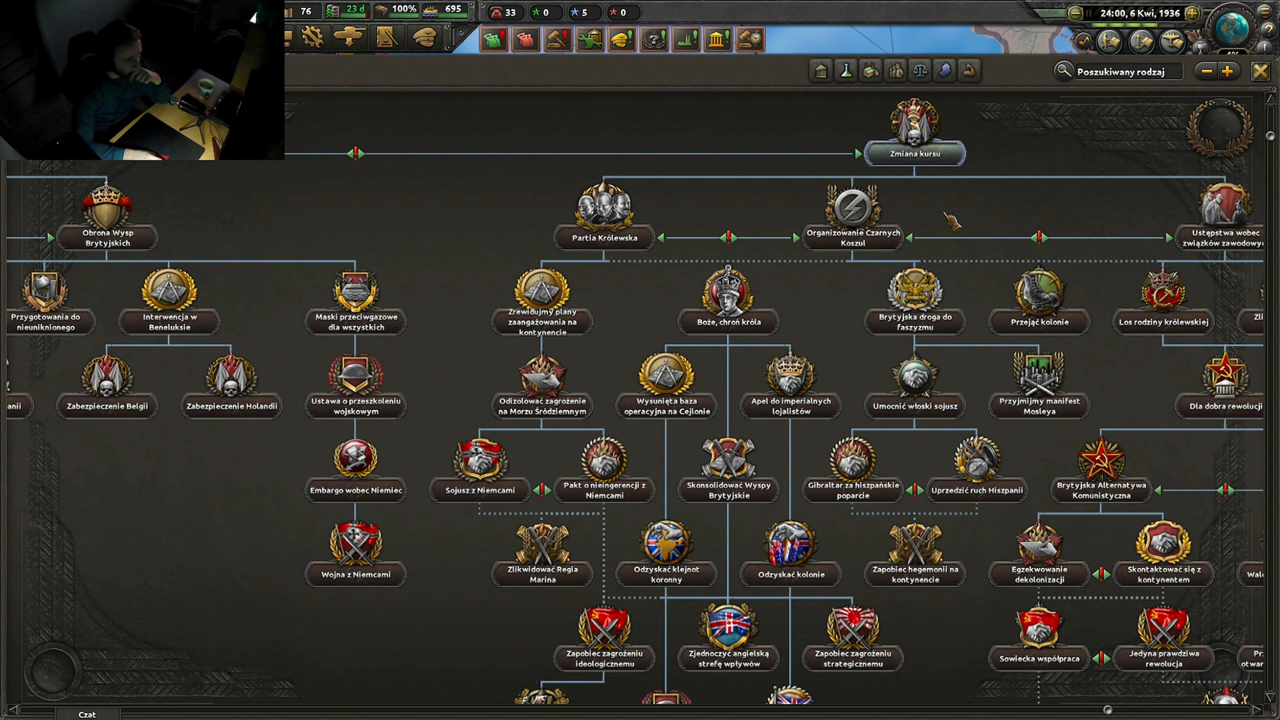 76
23 d
100%
695
33
0
5
0
24:00, 6 Kwi, 1936
Poszukiwany rodzaj
Zmiana kursu
Obrona Wysp
Brytyjskich
Partia Królewska
Organizowanie Czarnych
Koszul
Ustępstwa wobec
związków zawodowyc
Przygotowania do
nieuniknionego
Interwencja w
Beneluksie
Maski przeciwgazowe
dla wszystkich
Zrewidujmy plany
zaangażowania na
kontynencie
Boże, chroń króla
Brytyjska droga do
faszyzmu
Przejąć kolonie
Los rodziny królewskiej
anii
Zabezpieczenie Belgii
Zabezpieczenie Holandii
Ustawa o przeszkoleniu
wojskowym
Odizolować zagrożenie
na Morzu Śródziemnym
Wysunięta baza
operacyjna na Cejlonie
Apel do imperialnych
lojalistów
Umocnić włoski sojusz
Przyjmijmy manifest
Mosleya
Dla dobra rewolucji
Embargo wobec Niemiec
Sojusz z Niemcami
Pakt o nieingerencji z
Niemcami
Skonsolidować Wyspy
Brytyjskie
Gibraltar za hiszpańskie
poparcie
Uprzedzić ruch Hiszpanii
Brytyjska Alternatywa
Komunistyczna
Wojna z Niemcami
Zlikwidować Regia
Marina
Odzyskać klejnot
koronny
Odzyskać kolonie
Zapobiec hegemonii na
kontynencie
Egzekwowanie
dekolonizacji
Skontaktować się z
kontynentem
Zapobiec zagrożeniu
ideologicznemu
Zjednoczyć angielską
strefę wpływów
Zapobiec zagrożeniu
strategicznemu
Sowiecka współpraca
Jedyna prawdziwa
rewolucja
Czat